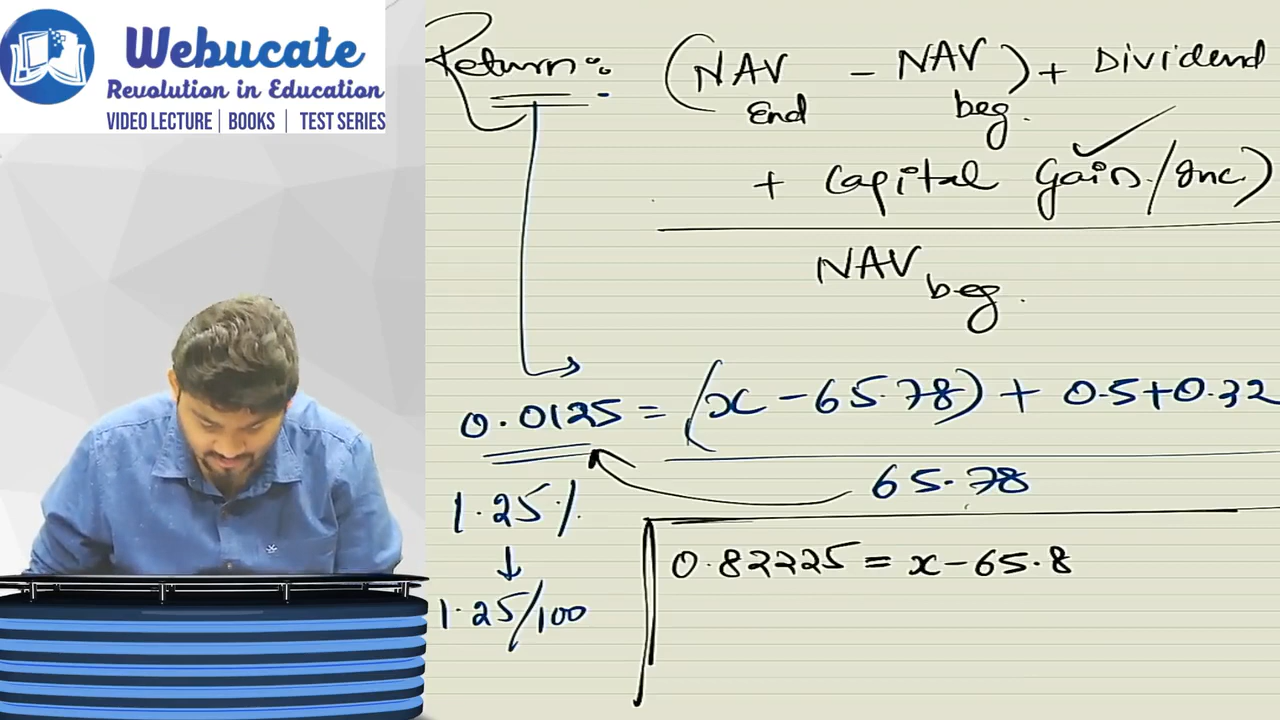 Webucate
Revolution in Education
VIDEO LECTURE | BOOKS | TEST SERIES
Return :- (NAV End - NAV beg.) + Dividend
+ Capital Gain/Inc)
NAV beg.
0.0125 = (x - 65.78) + 0.5+0.32
65.78
1.25%
↓
1.25/100
0.82225 = x - 65.8